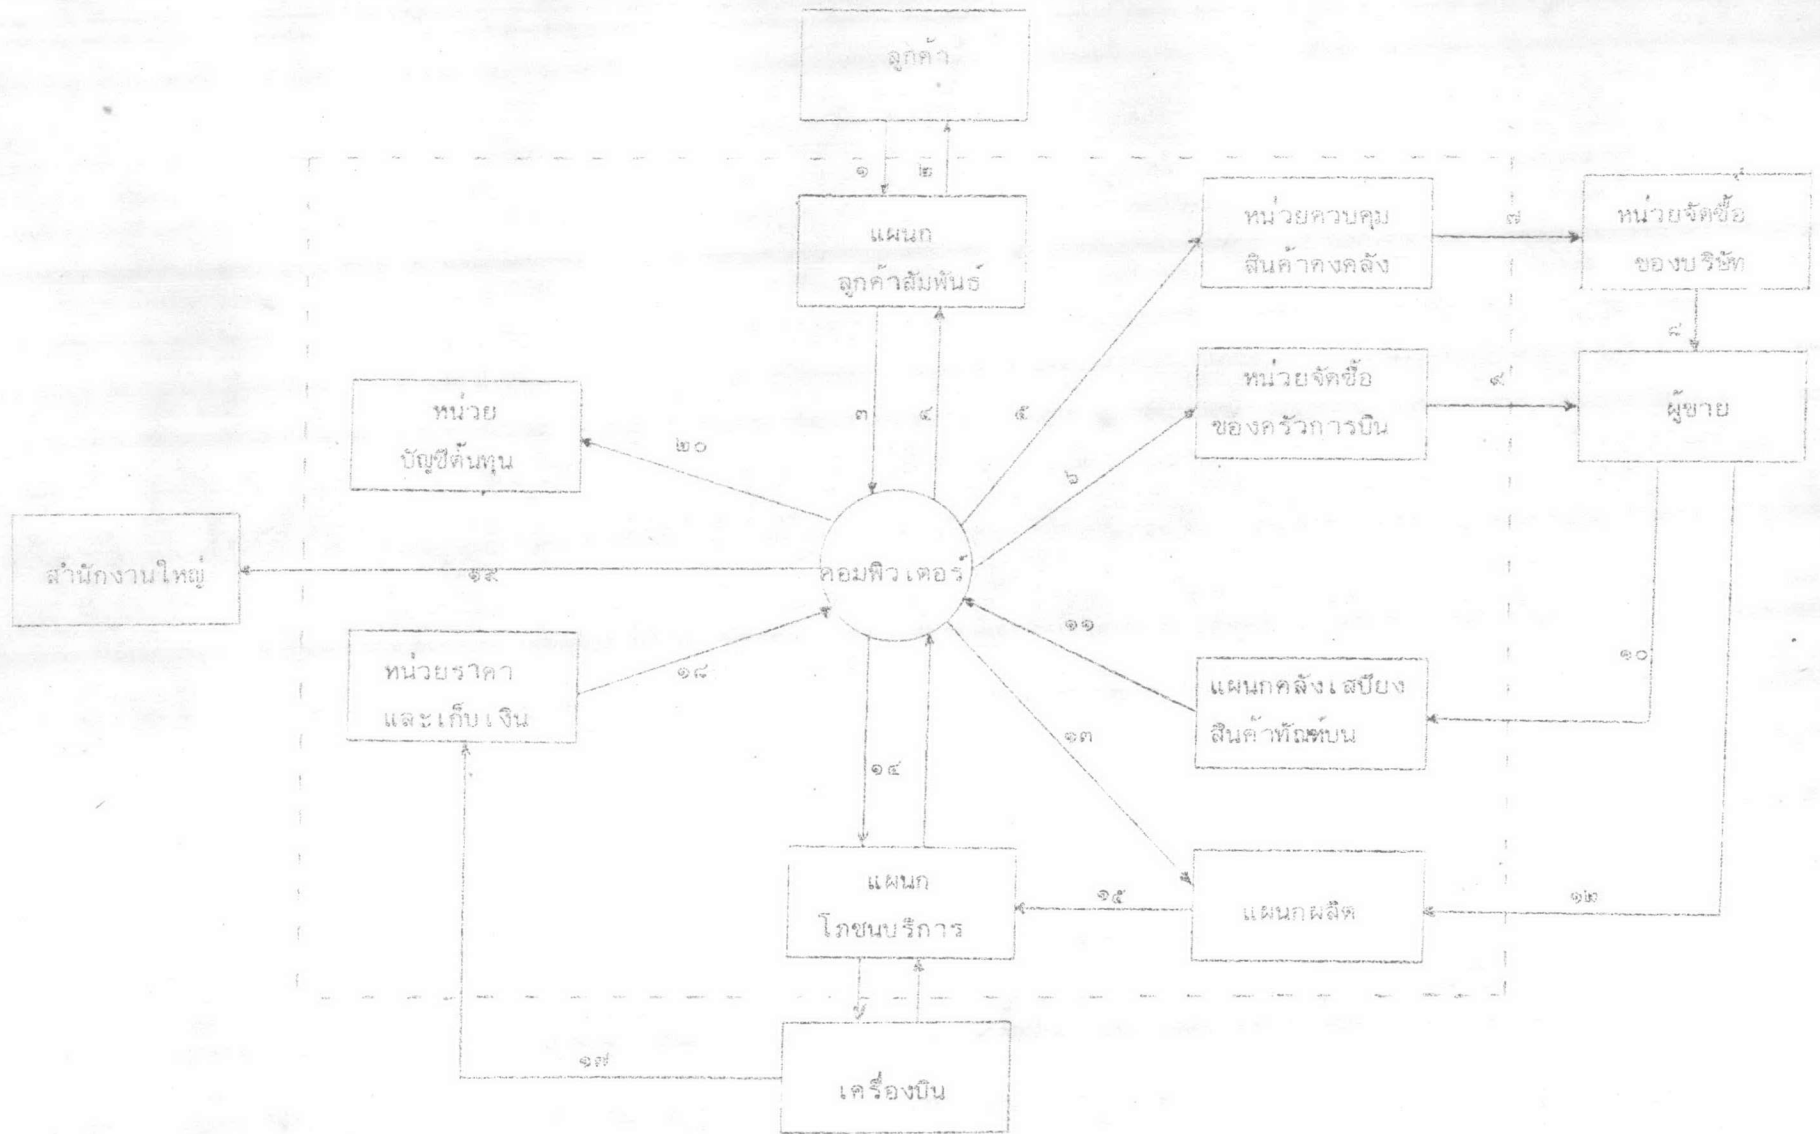 ลูกค้า
๑ ๒
แผนก
ลูกค้าสัมพันธ์
หน่วยควบคุม
สินค้าคงคลัง
๗
หน่วยจัดซื้อ
ของบริษัท
๘
หน่วย
บัญชีต้นทุน
๒๐
๓ ๔
๕
๖
หน่วยจัดซื้อ
ของครัวการบิน
๙
ผู้ขาย
สำนักงานใหญ่
๑๙
คอมพิวเตอร์
หน่วยราคา
และเก็บเงิน
๑๘
๑๑
แผนกคลังเสบียง
สินค้าทัณฑ์บน
๑๐
๑๔
๑๓
แผนก
โภชนบริการ
๑๕
แผนกผลิต
๑๒
๑๗
เครื่องบิน